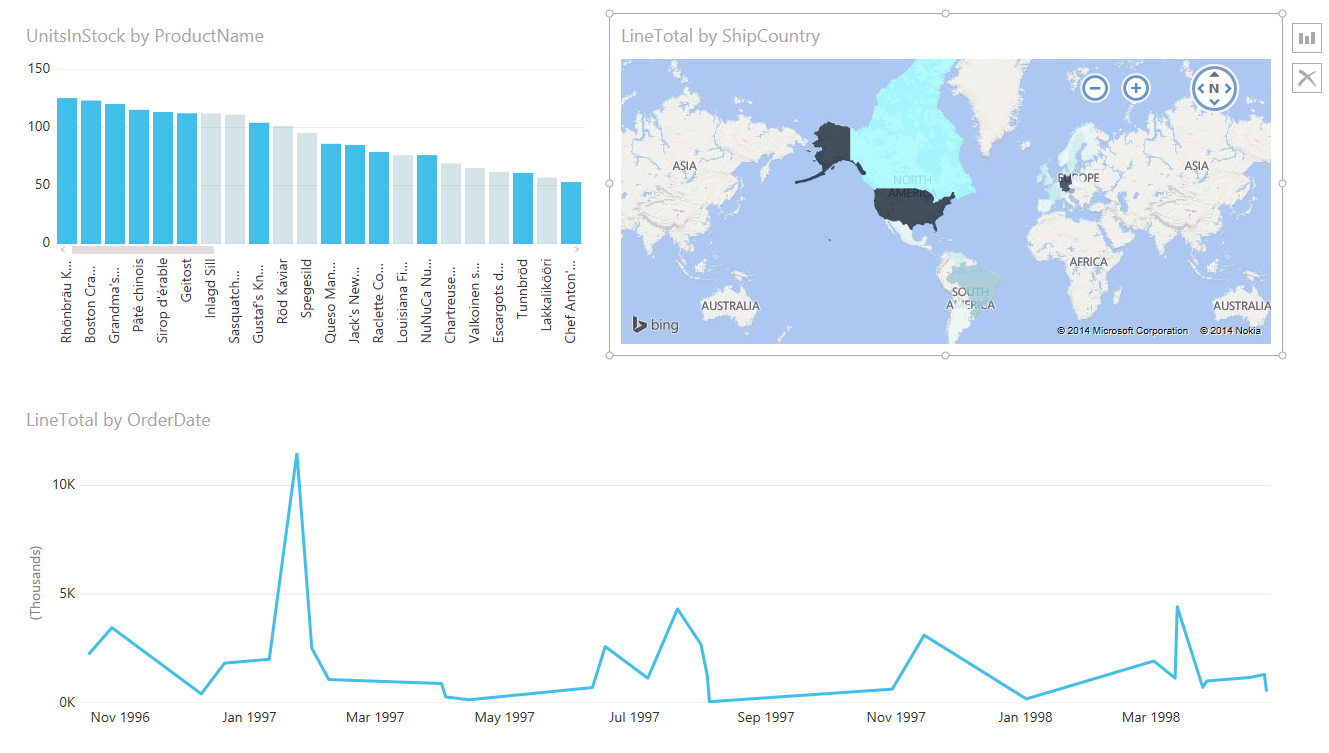 UnitsInStock by ProductName
150
100
50
0
<
>
Rhönbräu K...
Boston Cra...
Grandma's...
Pâté chinois
Sirop d'érable
Geitost
Inlagd Sill
Sasquatch...
Gustaf's Kn...
Röd Kaviar
Spegesild
Queso Man...
Jack's New...
Raclette Co...
Louisiana Fi...
NuNuCa Nu...
Chartreuse...
Valkoinen s...
Escargots d...
Tunnbröd
Lakkalikööri
Chef Anton'...
LineTotal by ShipCountry
N
ASIA
NORTH
AMERICA
EUROPE
ASIA
AFRICA
SOUTH
AMERICA
AUSTRALIA
AUSTRALIA
bing
© 2014 Microsoft Corporation © 2014 Nokia
LineTotal by OrderDate
(Thousands)
10K
5K
0K
Nov 1996
Jan 1997
Mar 1997
May 1997
Jul 1997
Sep 1997
Nov 1997
Jan 1998
Mar 1998